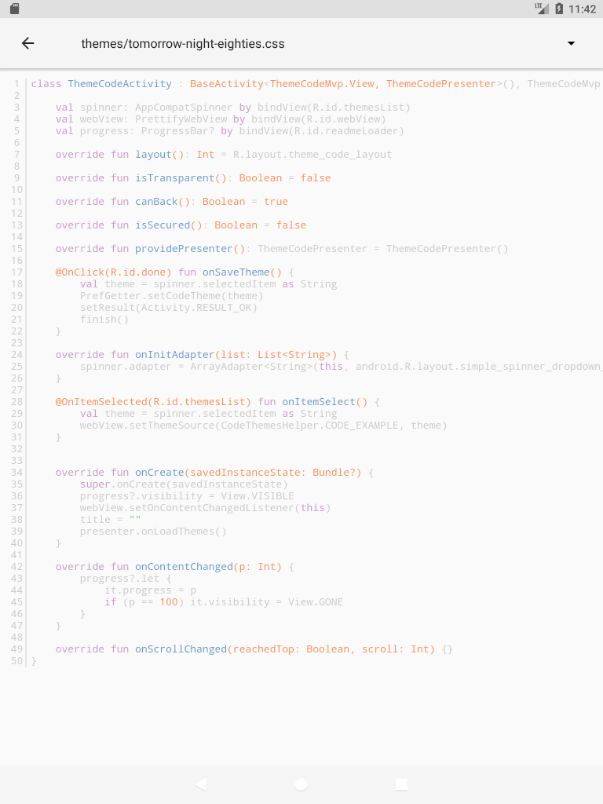 LTE 11:42
themes/tomorrow-night-eighties.css
1 class ThemeCodeActivity : BaseActivity<ThemeCodeMvp.View, ThemeCodePresenter>(), ThemeCodeMvp
2
3 val spinner: AppCompatSpinner by bindView(R.id.themesList)
4 val webView: PrettifyWebView by bindView(R.id.webView)
5 val progress: ProgressBar? by bindView(R.id.readmeLoader)
6
7 override fun layout(): Int = R.layout.theme_code_layout
8
9 override fun isTransparent(): Boolean = false
10
11 override fun canBack(): Boolean = true
12
13 override fun isSecured(): Boolean = false
14
15 override fun providePresenter(): ThemeCodePresenter = ThemeCodePresenter()
16
17 @OnClick(R.id.done) fun onSaveTheme() {
18 val theme = spinner.selectedItem as String
19 PrefGetter.setCodeTheme(theme)
20 setResult(Activity.RESULT_OK)
21 finish()
22 }
23
24 override fun onInitAdapter(list: List<String>) {
25 spinner.adapter = ArrayAdapter<String>(this, android.R.layout.simple_spinner_dropdown_
26 }
27
28 @OnItemSelected(R.id.themesList) fun onItemSelect() {
29 val theme = spinner.selectedItem as String
30 webView.setThemeSource(CodeThemesHelper.CODE_EXAMPLE, theme)
31 }
32
33
34 override fun onCreate(savedInstanceState: Bundle?) {
35 super.onCreate(savedInstanceState)
36 progress?.visibility = View.VISIBLE
37 webView.setOnContentChangedListener(this)
38 title = ""
39 presenter.onLoadThemes()
40 }
41
42 override fun onContentChanged(p: Int) {
43 progress?.let {
44 it.progress = p
45 if (p == 100) it.visibility = View.GONE
46 }
47 }
48
49 override fun onScrollChanged(reachedTop: Boolean, scroll: Int) {}
50 }